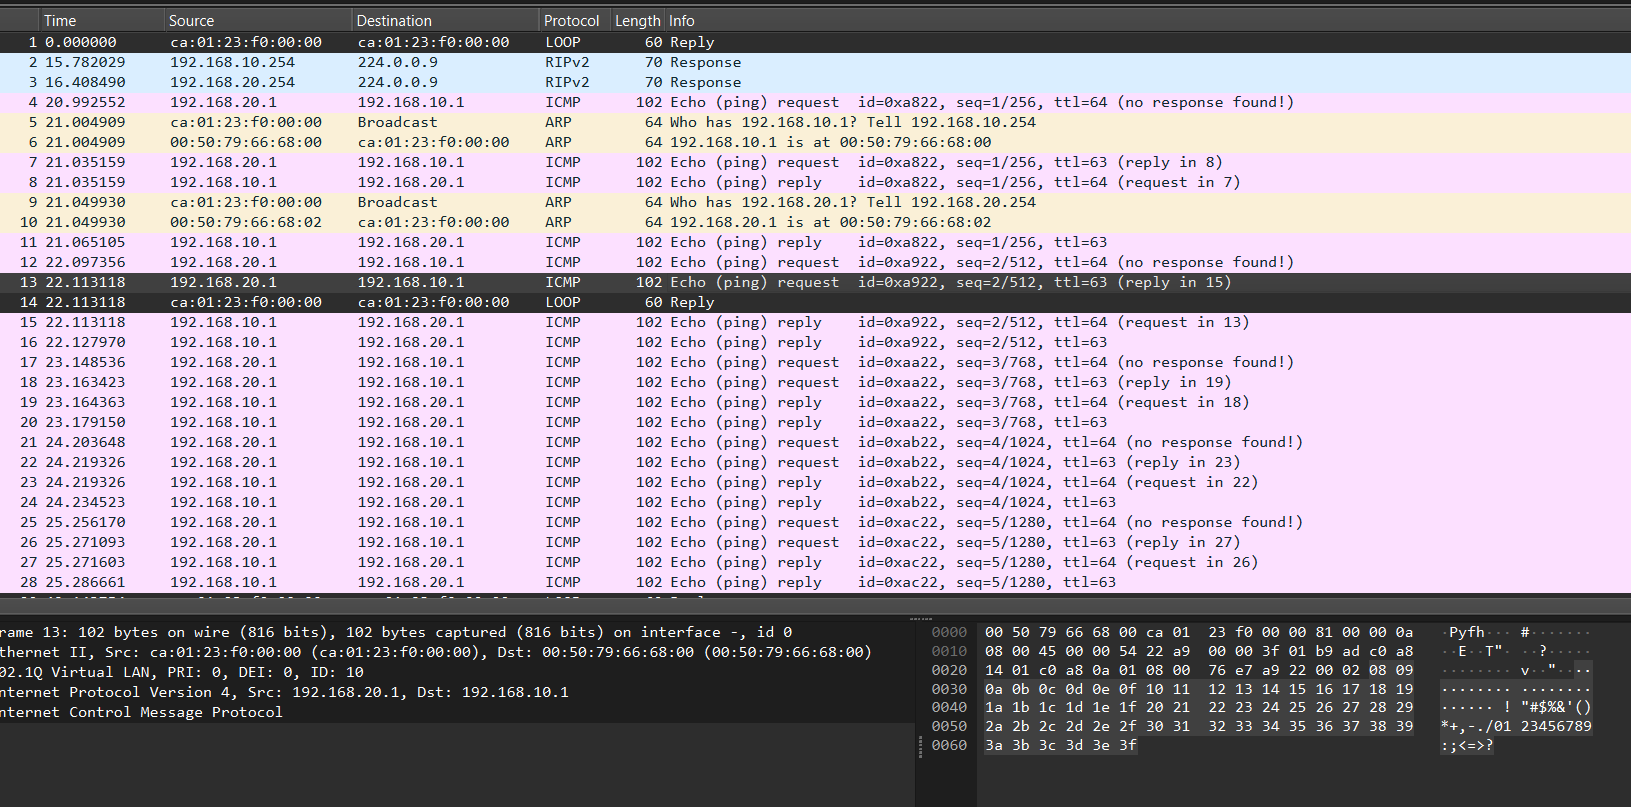 Time Source Destination Protocol Length Info
1 0.000000 ca:01:23:f0:00:00 ca:01:23:f0:00:00 LOOP 60 Reply
2 15.782029 192.168.10.254 224.0.0.9 RIPv2 70 Response
3 16.408490 192.168.20.254 224.0.0.9 RIPv2 70 Response
4 20.992552 192.168.20.1 192.168.10.1 ICMP 102 Echo (ping) request id=0xa822, seq=1/256, ttl=64 (no response found!)
5 21.004909 ca:01:23:f0:00:00 Broadcast ARP 64 Who has 192.168.10.1? Tell 192.168.10.254
6 21.004909 00:50:79:66:68:00 ca:01:23:f0:00:00 ARP 64 192.168.10.1 is at 00:50:79:66:68:00
7 21.035159 192.168.20.1 192.168.10.1 ICMP 102 Echo (ping) request id=0xa822, seq=1/256, ttl=63 (reply in 8)
8 21.035159 192.168.10.1 192.168.20.1 ICMP 102 Echo (ping) reply id=0xa822, seq=1/256, ttl=64 (request in 7)
9 21.049930 ca:01:23:f0:00:00 Broadcast ARP 64 Who has 192.168.20.1? Tell 192.168.20.254
10 21.049930 00:50:79:66:68:02 ca:01:23:f0:00:00 ARP 64 192.168.20.1 is at 00:50:79:66:68:02
11 21.065105 192.168.10.1 192.168.20.1 ICMP 102 Echo (ping) reply id=0xa822, seq=1/256, ttl=63
12 22.097356 192.168.20.1 192.168.10.1 ICMP 102 Echo (ping) request id=0xa922, seq=2/512, ttl=64 (no response found!)
13 22.113118 192.168.20.1 192.168.10.1 ICMP 102 Echo (ping) request id=0xa922, seq=2/512, ttl=63 (reply in 15)
14 22.113118 ca:01:23:f0:00:00 ca:01:23:f0:00:00 LOOP 60 Reply
15 22.113118 192.168.10.1 192.168.20.1 ICMP 102 Echo (ping) reply id=0xa922, seq=2/512, ttl=64 (request in 13)
16 22.127970 192.168.10.1 192.168.20.1 ICMP 102 Echo (ping) reply id=0xa922, seq=2/512, ttl=63
17 23.148536 192.168.20.1 192.168.10.1 ICMP 102 Echo (ping) request id=0xaa22, seq=3/768, ttl=64 (no response found!)
18 23.163423 192.168.20.1 192.168.10.1 ICMP 102 Echo (ping) request id=0xaa22, seq=3/768, ttl=63 (reply in 19)
19 23.164363 192.168.10.1 192.168.20.1 ICMP 102 Echo (ping) reply id=0xaa22, seq=3/768, ttl=64 (request in 18)
20 23.179150 192.168.10.1 192.168.20.1 ICMP 102 Echo (ping) reply id=0xaa22, seq=3/768, ttl=63
21 24.203648 192.168.20.1 192.168.10.1 ICMP 102 Echo (ping) request id=0xab22, seq=4/1024, ttl=64 (no response found!)
22 24.219326 192.168.20.1 192.168.10.1 ICMP 102 Echo (ping) request id=0xab22, seq=4/1024, ttl=63 (reply in 23)
23 24.219326 192.168.10.1 192.168.20.1 ICMP 102 Echo (ping) reply id=0xab22, seq=4/1024, ttl=64 (request in 22)
24 24.234523 192.168.10.1 192.168.20.1 ICMP 102 Echo (ping) reply id=0xab22, seq=4/1024, ttl=63
25 25.256170 192.168.20.1 192.168.10.1 ICMP 102 Echo (ping) request id=0xac22, seq=5/1280, ttl=64 (no response found!)
26 25.271093 192.168.20.1 192.168.10.1 ICMP 102 Echo (ping) request id=0xac22, seq=5/1280, ttl=63 (reply in 27)
27 25.271603 192.168.10.1 192.168.20.1 ICMP 102 Echo (ping) reply id=0xac22, seq=5/1280, ttl=64 (request in 26)
28 25.286661 192.168.10.1 192.168.20.1 ICMP 102 Echo (ping) reply id=0xac22, seq=5/1280, ttl=63
rame 13: 102 bytes on wire (816 bits), 102 bytes captured (816 bits) on interface -, id 0
thernet II, Src: ca:01:23:f0:00:00 (ca:01:23:f0:00:00), Dst: 00:50:79:66:68:00 (00:50:79:66:68:00)
02.1Q Virtual LAN, PRI: 0, DEI: 0, ID: 10
nternet Protocol Version 4, Src: 192.168.20.1, Dst: 192.168.10.1
nternet Control Message Protocol
0000 00 50 79 66 68 00 ca 01 23 f0 00 00 81 00 00 0a ·Pyfh··· #·······
0010 08 00 45 00 00 54 22 a9 00 00 3f 01 b9 ad c0 a8 ··E··T"· ··?·····
0020 14 01 c0 a8 0a 01 08 00 76 e7 a9 22 00 02 08 09 ········ v··"····
0030 0a 0b 0c 0d 0e 0f 10 11 12 13 14 15 16 17 18 19 ········ ········
0040 1a 1b 1c 1d 1e 1f 20 21 22 23 24 25 26 27 28 29 ······ ! "#$%&'()
0050 2a 2b 2c 2d 2e 2f 30 31 32 33 34 35 36 37 38 39 *+,-./01 23456789
0060 3a 3b 3c 3d 3e 3f :;<=>?